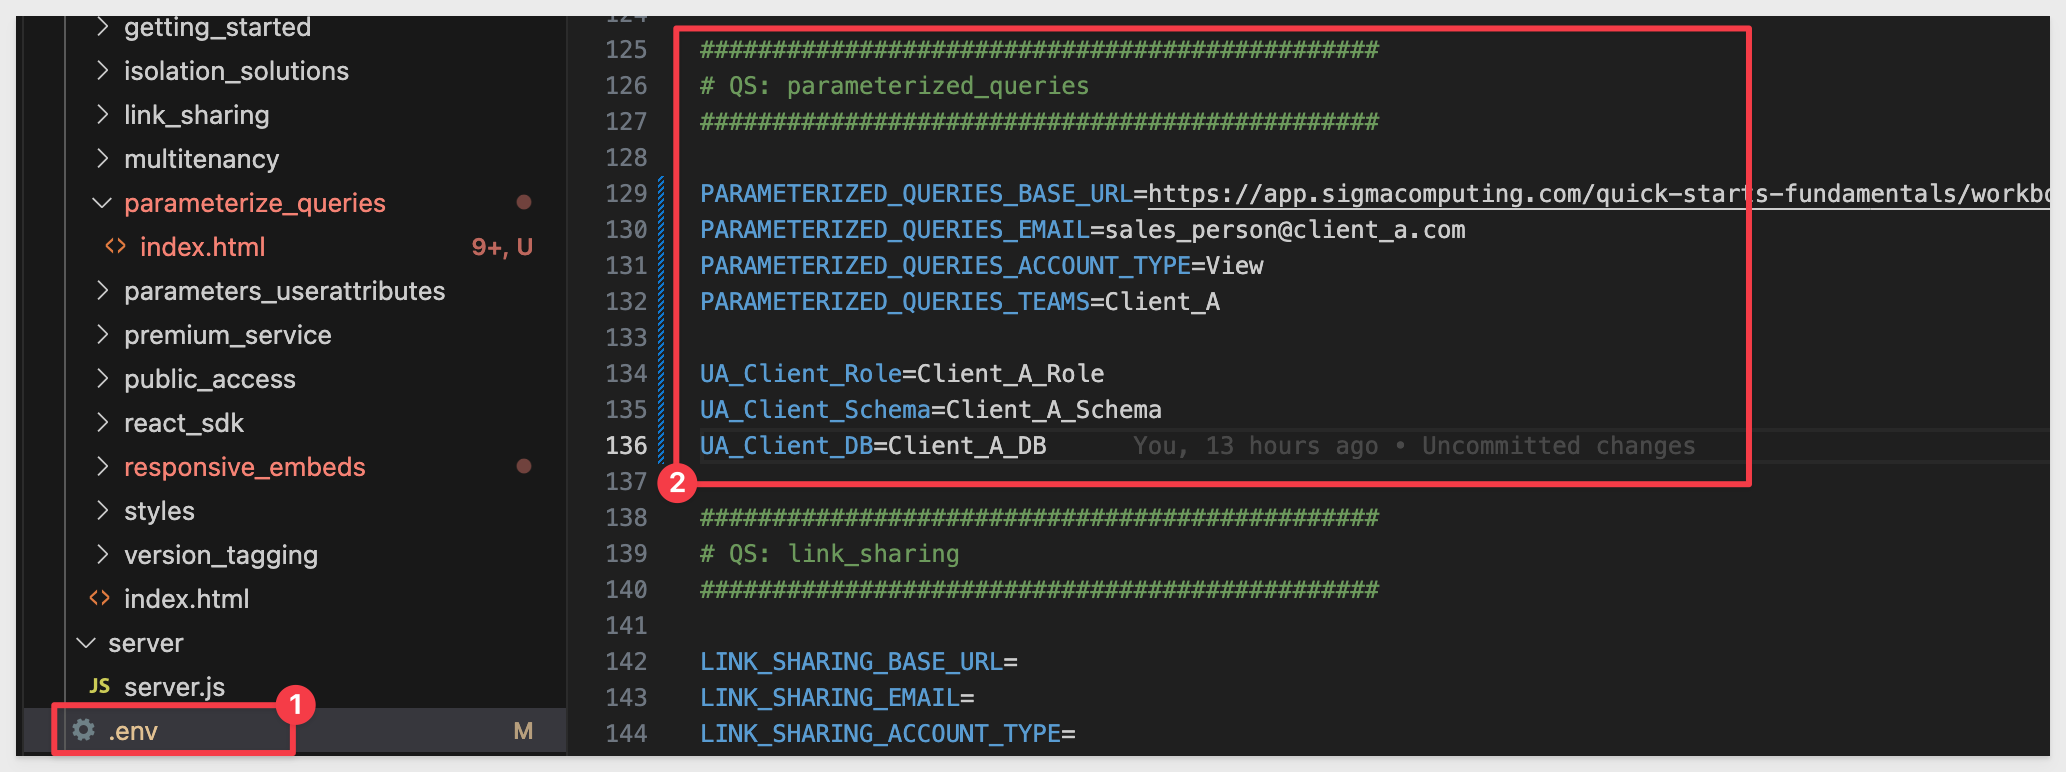 getting_started
isolation_solutions
link_sharing
multitenancy
parameterize_queries
index.html 9+, U
parameters_userattributes
premium_service
public_access
react_sdk
responsive_embeds
styles
version_tagging
index.html
server
JS server.js
1
.env M
124
125 ###############################################
126 # QS: parameterized_queries
127 ###############################################
128
129 PARAMETERIZED_QUERIES_BASE_URL=https://app.sigmacomputing.com/quick-starts-fundamentals/workbo
130 PARAMETERIZED_QUERIES_EMAIL=sales_person@client_a.com
131 PARAMETERIZED_QUERIES_ACCOUNT_TYPE=View
132 PARAMETERIZED_QUERIES_TEAMS=Client_A
133
134 UA_Client_Role=Client_A_Role
135 UA_Client_Schema=Client_A_Schema
136 UA_Client_DB=Client_A_DB You, 13 hours ago • Uncommitted changes
137 2
138 ###############################################
139 # QS: link_sharing
140 ###############################################
141
142 LINK_SHARING_BASE_URL=
143 LINK_SHARING_EMAIL=
144 LINK_SHARING_ACCOUNT_TYPE=